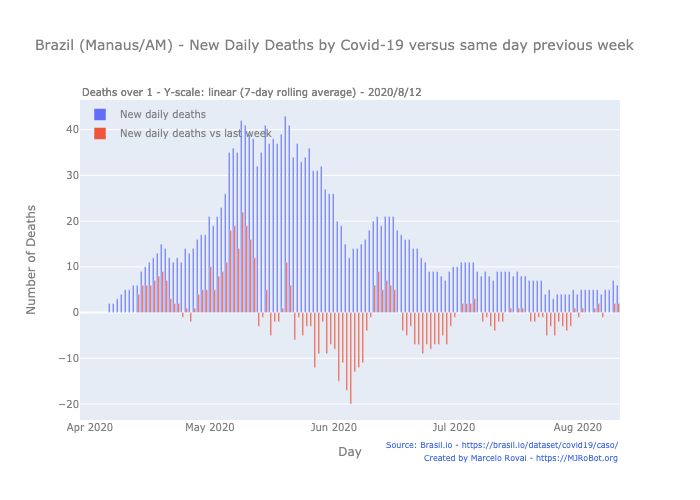 Brazil (Manaus/AM) - New Daily Deaths by Covid-19 versus same day previous week
Deaths over 1 - Y-scale: linear (7-day rolling average) - 2020/8/12
New daily deaths
New daily deaths vs last week
Number of Deaths
40
30
20
10
0
−10
−20
Apr 2020 May 2020 Jun 2020 Jul 2020 Aug 2020
Day
Source: Brasil.io - https://brasil.io/dataset/covid19/caso/
Created by Marcelo Rovai - https://MJRoBot.org